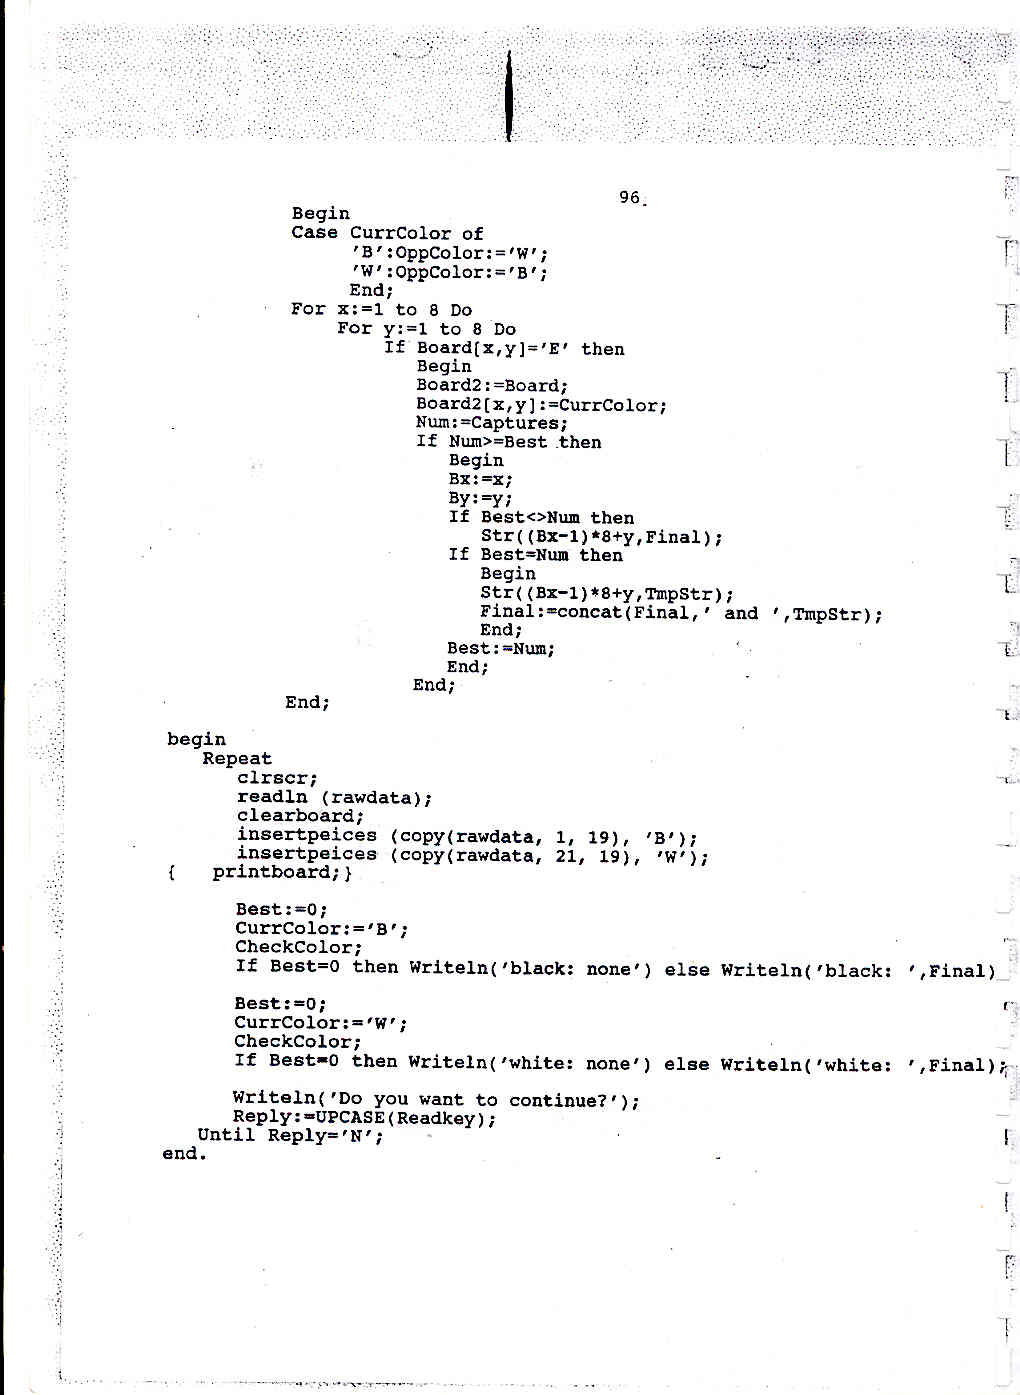 96.
Begin
Case CurrColor of
'B':OppColor:='W';
'W':OppColor:='B';
End;
For x:=1 to 8 Do
For y:=1 to 8 Do
If Board[x,y]='E' then
Begin
Board2:=Board;
Board2[x,y]:=CurrColor;
Num:=Captures;
If Num>=Best then
Begin
Bx:=x;
By:=y;
If Best<>Num then
Str((Bx-1)*8+y,Final);
If Best=Num then
Begin
Str((Bx-1)*8+y,TmpStr);
Final:=concat(Final,' and ',TmpStr);
End;
Best:=Num;
End;
End;
End;
begin
Repeat
clrscr;
readln (rawdata);
clearboard;
insertpeices (copy(rawdata, 1, 19), 'B');
insertpeices (copy(rawdata, 21, 19), 'W');
{ printboard;}
Best:=0;
CurrColor:='B';
CheckColor;
If Best=0 then Writeln('black: none') else Writeln('black: ',Final)
Best:=0;
CurrColor:='W';
CheckColor;
If Best=0 then Writeln('white: none') else Writeln('white: ',Final);
Writeln('Do you want to continue?');
Reply:=UPCASE(Readkey);
Until Reply='N';
end.